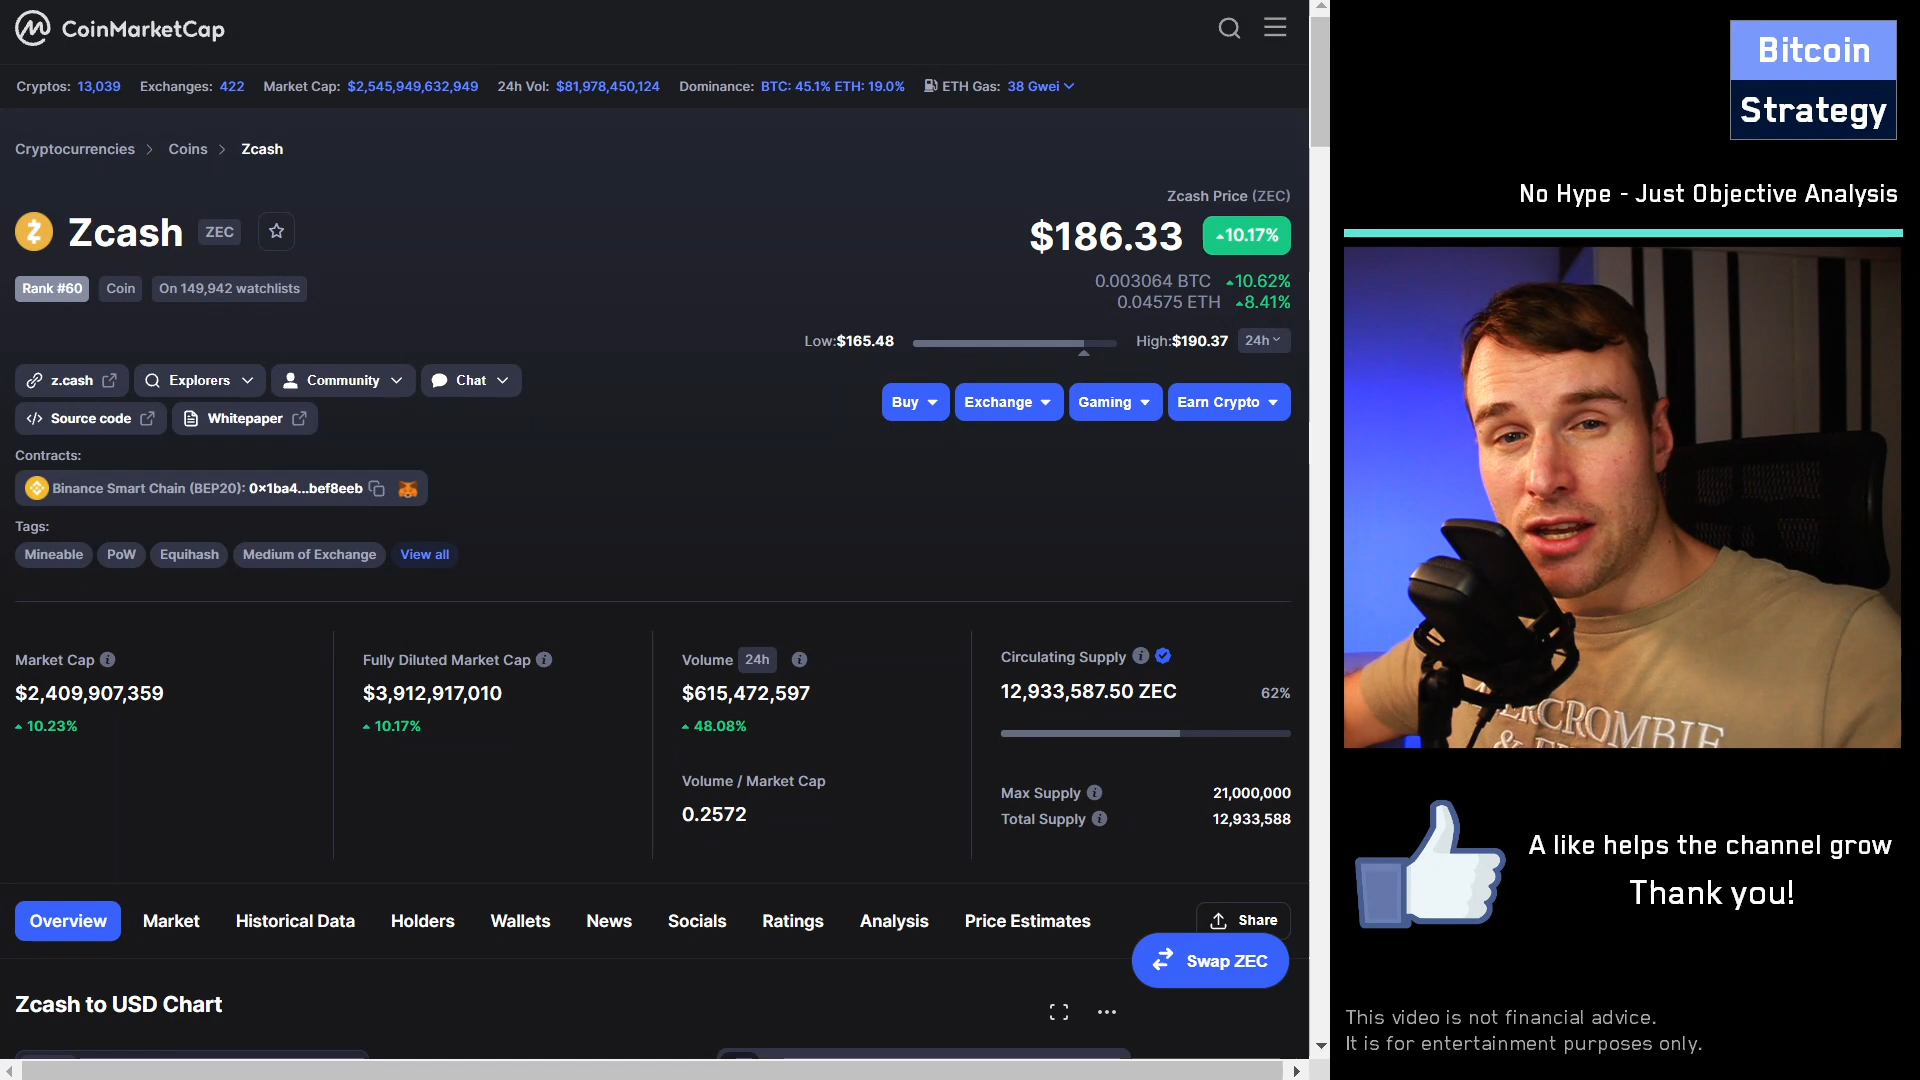 CoinMarketCap
Cryptos: 13,039 Exchanges: 422 Market Cap: $2,545,949,632,949 24h Vol: $81,978,450,124 Dominance: BTC: 45.1% ETH: 19.0% ETH Gas: 38 Gwei
Cryptocurrencies > Coins > Zcash
Zcash ZEC
Rank #60 Coin On 149,942 watchlists
Zcash Price (ZEC)
$186.33 10.17%
0.003064 BTC 10.62%
0.04575 ETH 8.41%
Low:$165.48 High:$190.37 24h
z.cash Explorers Community Chat
Source code Whitepaper
Buy Exchange Gaming Earn Crypto
Contracts:
Binance Smart Chain (BEP20): 0x1ba4...bef8eeb
Tags:
Mineable PoW Equihash Medium of Exchange View all
Market Cap
$2,409,907,359
10.23%
Fully Diluted Market Cap
$3,912,917,010
10.17%
Volume 24h
$615,472,597
48.08%
Volume / Market Cap
0.2572
Circulating Supply
12,933,587.50 ZEC 62%
Max Supply 21,000,000
Total Supply 12,933,588
Overview Market Historical Data Holders Wallets News Socials Ratings Analysis Price Estimates Share
Swap ZEC
Zcash to USD Chart
Bitcoin
Strategy
No Hype - Just Objective Analysis
A like helps the channel grow
Thank you!
This video is not financial advice.
It is for entertainment purposes only.